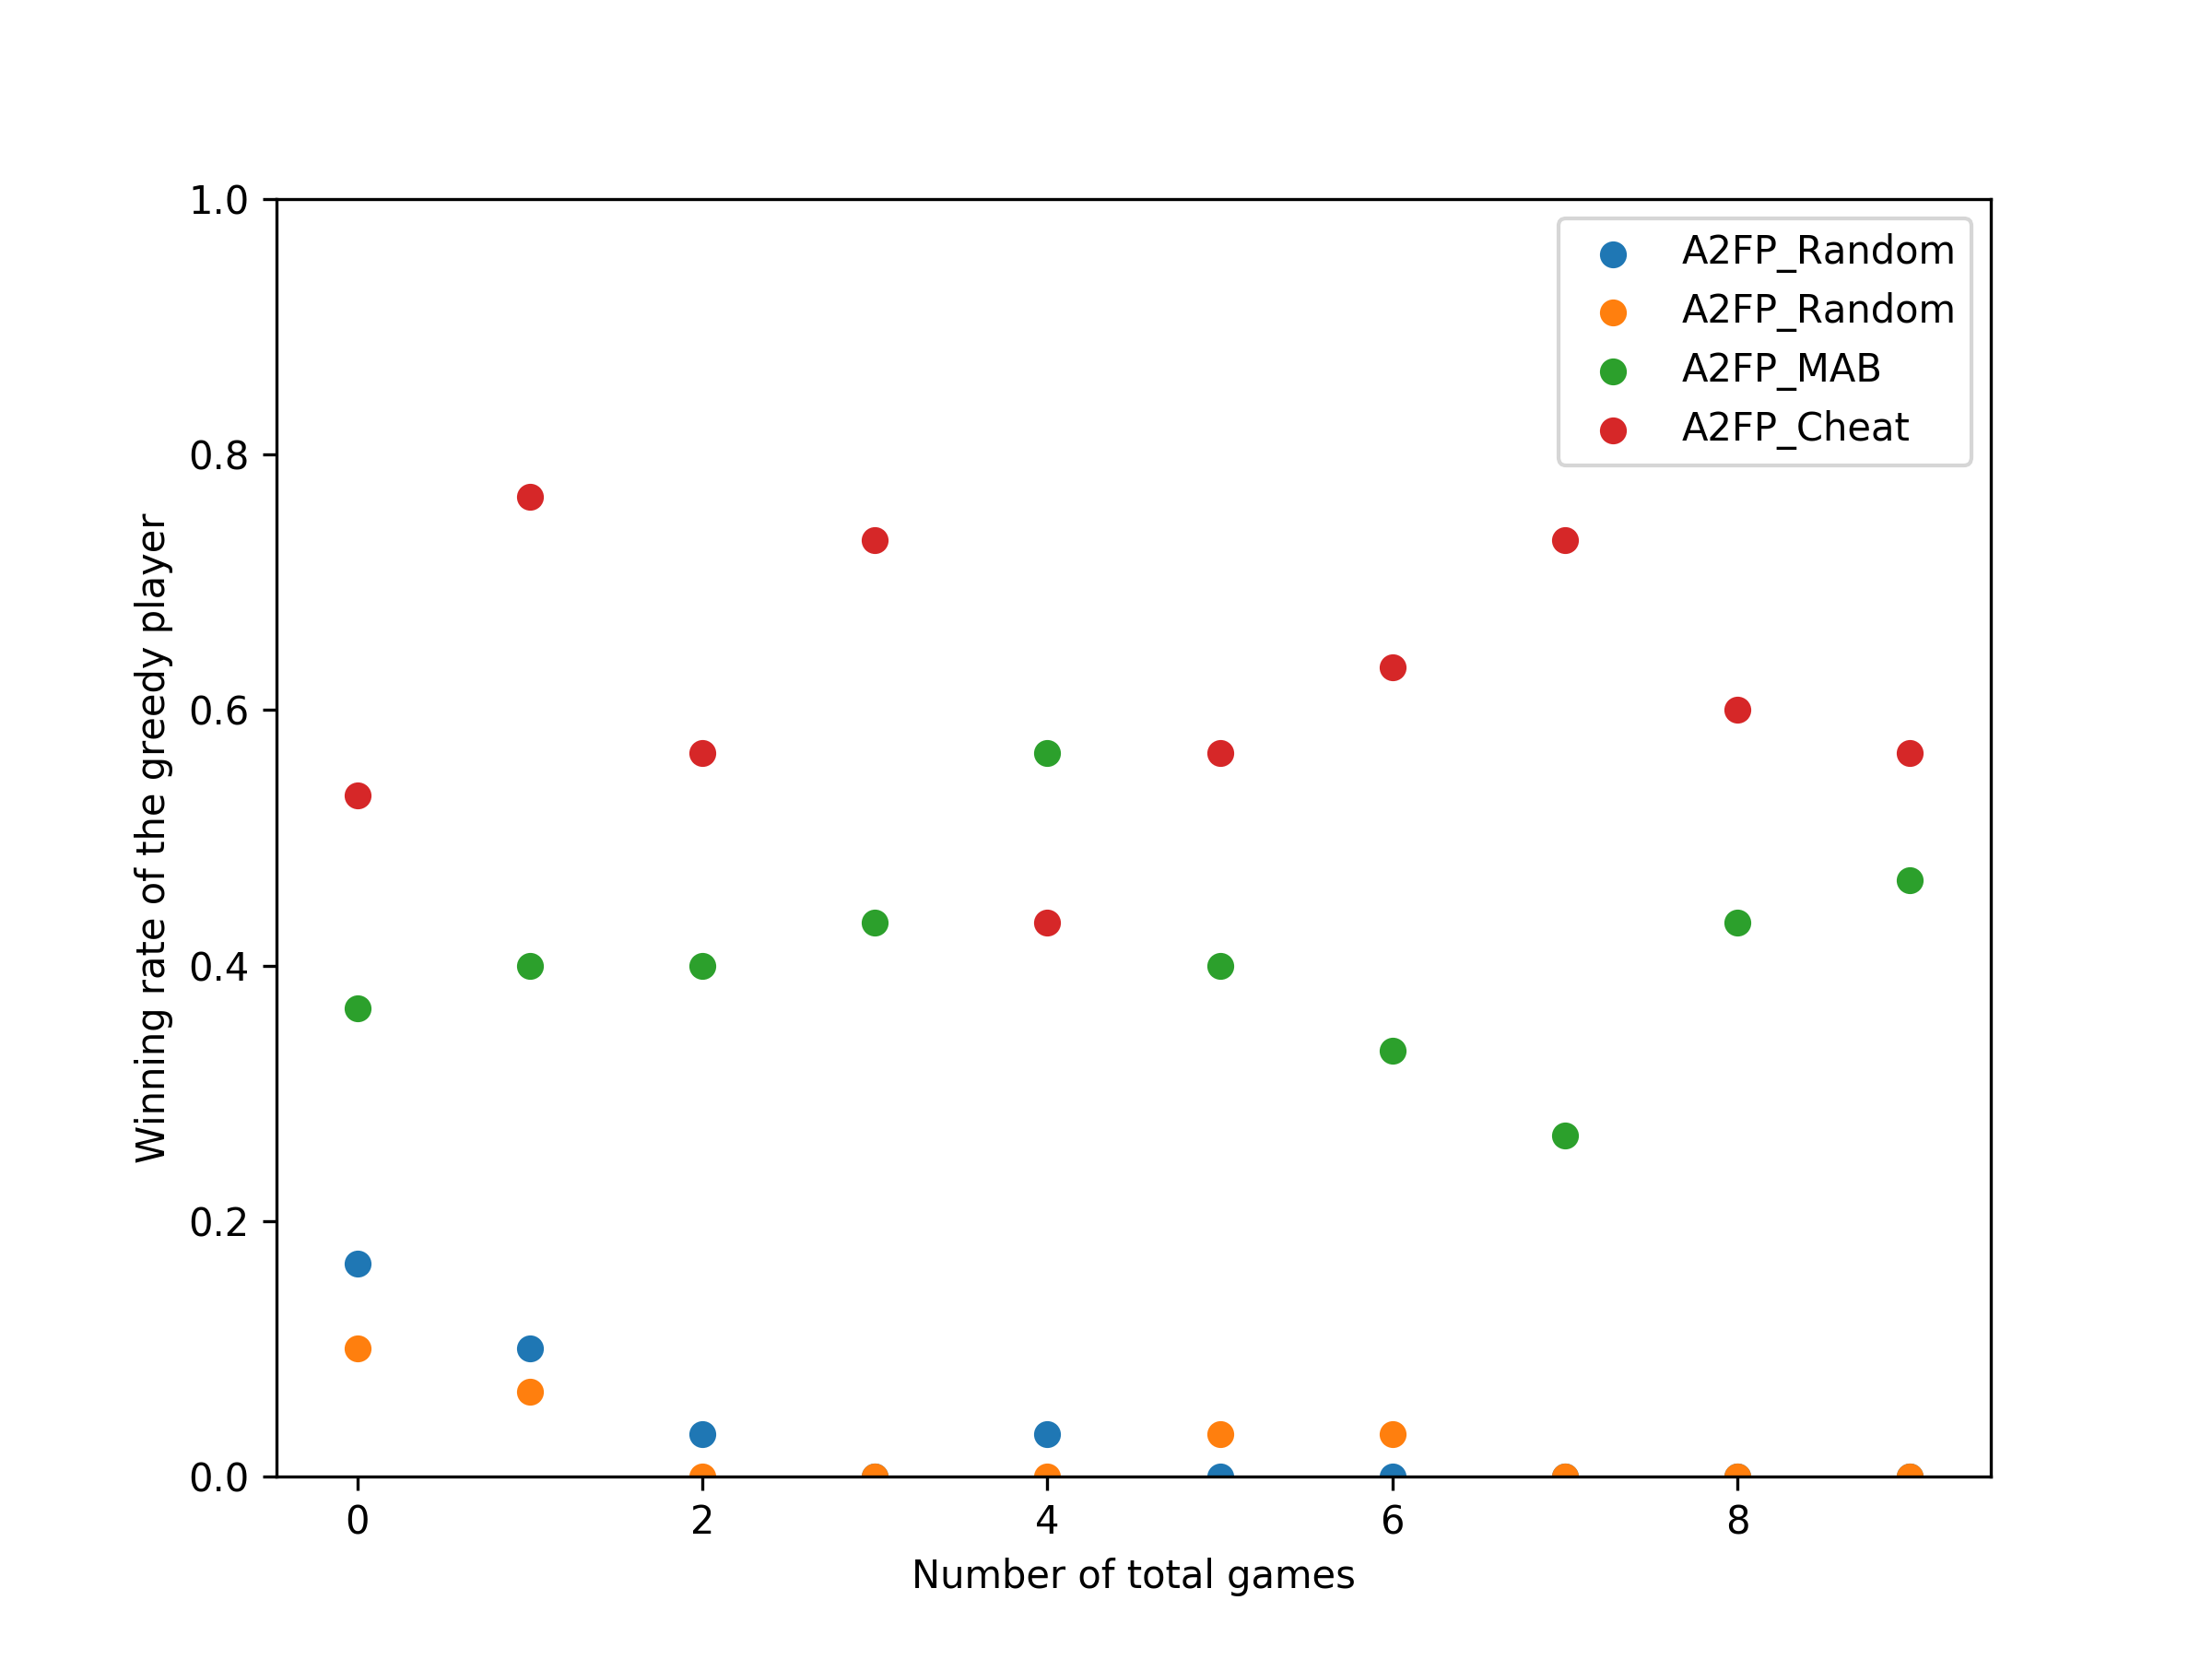 1.0
0.8
0.6
0.4
0.2
0.0
Winning rate of the greedy player
A2FP_Random
A2FP_Random
A2FP_MAB
A2FP_Cheat
0 2 4 6 8
Number of total games